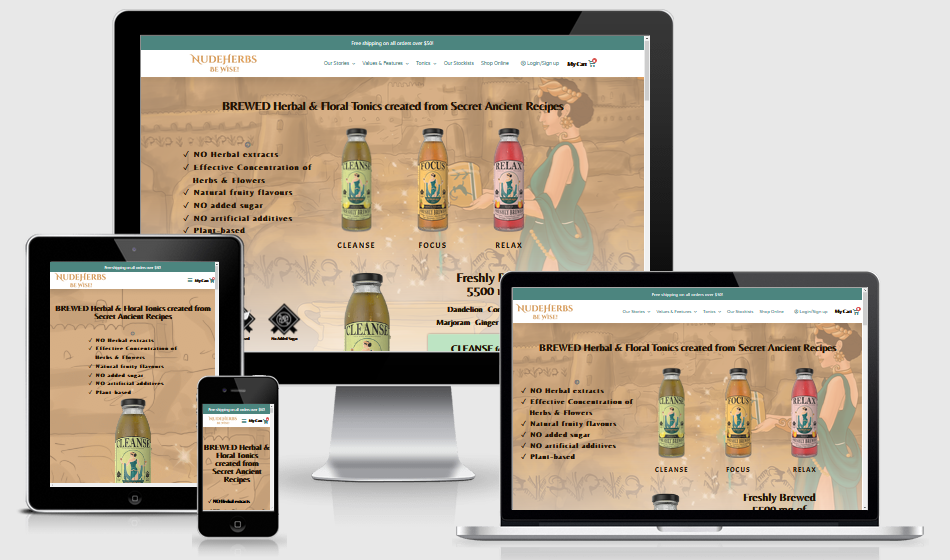 Free shipping on all orders over $50!
NUDEHERBS
BE WISE!
Our Stories Values & Features Tonics Our Stockists Shop Online Login/Sign up My Cart
BREWED Herbal & Floral Tonics created from Secret Ancient Recipes
✓ NO Herbal extracts
✓ Effective Concentration of
Herbs & Flowers
✓ Natural fruity flavours
✓ NO added sugar
✓ NO artificial additives
✓ Plant-based
CLEANSE FOCUS RELAX
CLEANSE FOCUS RELAX
Freshly
5500
Dandelion
Marjoram Ginger
CLEANSE
No Added Sugar
CLEANSE
Free shipping on all orders over $50!
NUDEHERBS
BE WISE!
My Cart
BREWED Herbal & Floral Tonics created from
Secret Ancient Recipes
✓ NO Herbal extracts
✓ Effective Concentration of
Herbs & Flowers
✓ Natural fruity flavours
✓ NO added sugar
✓ NO artificial additives
✓ Plant-based
CLEANSE
Free shipping on all orders over $50!
NUDEHERBS
BE WISE!
My Cart
BREWED Herbal &
Floral Tonics
created from
Secret Ancient
Recipes
✓ NO Herbal extracts
Free shipping on all orders over $50!
NUDEHERBS
BE WISE!
Our Stories Values & Features Tonics Our Stockists Shop Online Login/Sign up My Cart
BREWED Herbal & Floral Tonics created from Secret Ancient Recipes
✓ NO Herbal extracts
✓ Effective Concentration of
Herbs & Flowers
✓ Natural fruity flavours
✓ NO added sugar
✓ NO artificial additives
✓ Plant-based
CLEANSE FOCUS RELAX
CLEANSE FOCUS RELAX
Freshly Brewed
5500 mg of